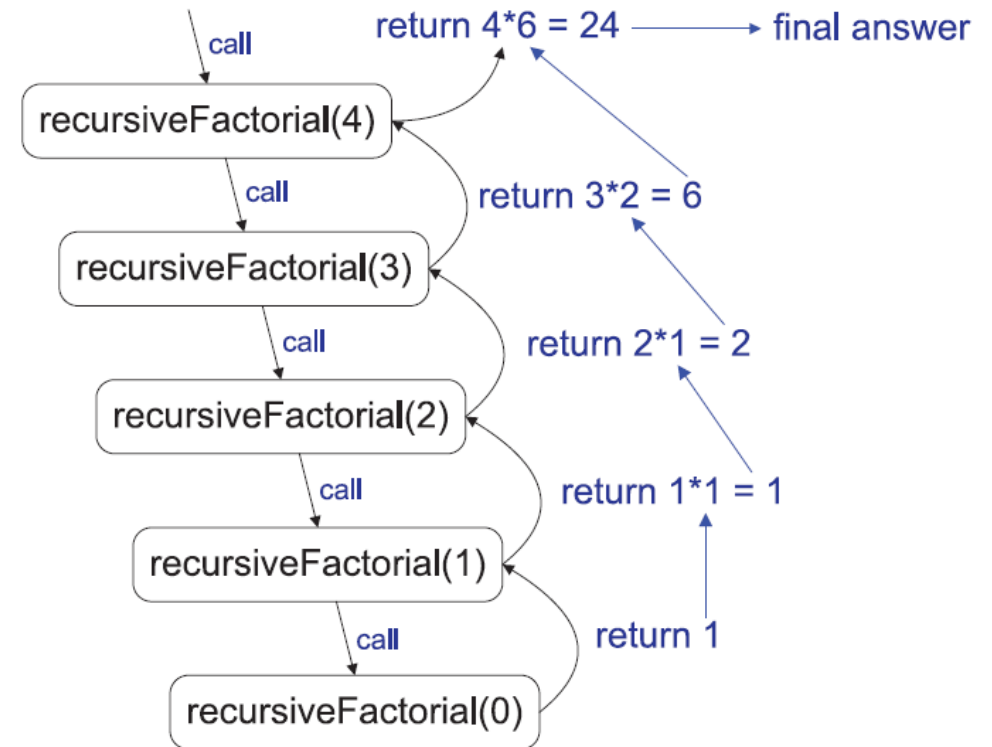 return 4*6 = 24
final answer
call
recursiveFactorial(4)
call
return 3*2 = 6
recursiveFactorial(3)
call
return 2*1 = 2
recursiveFactorial(2)
call
return 1*1 = 1
recursiveFactorial(1)
call
return 1
recursiveFactorial(0)